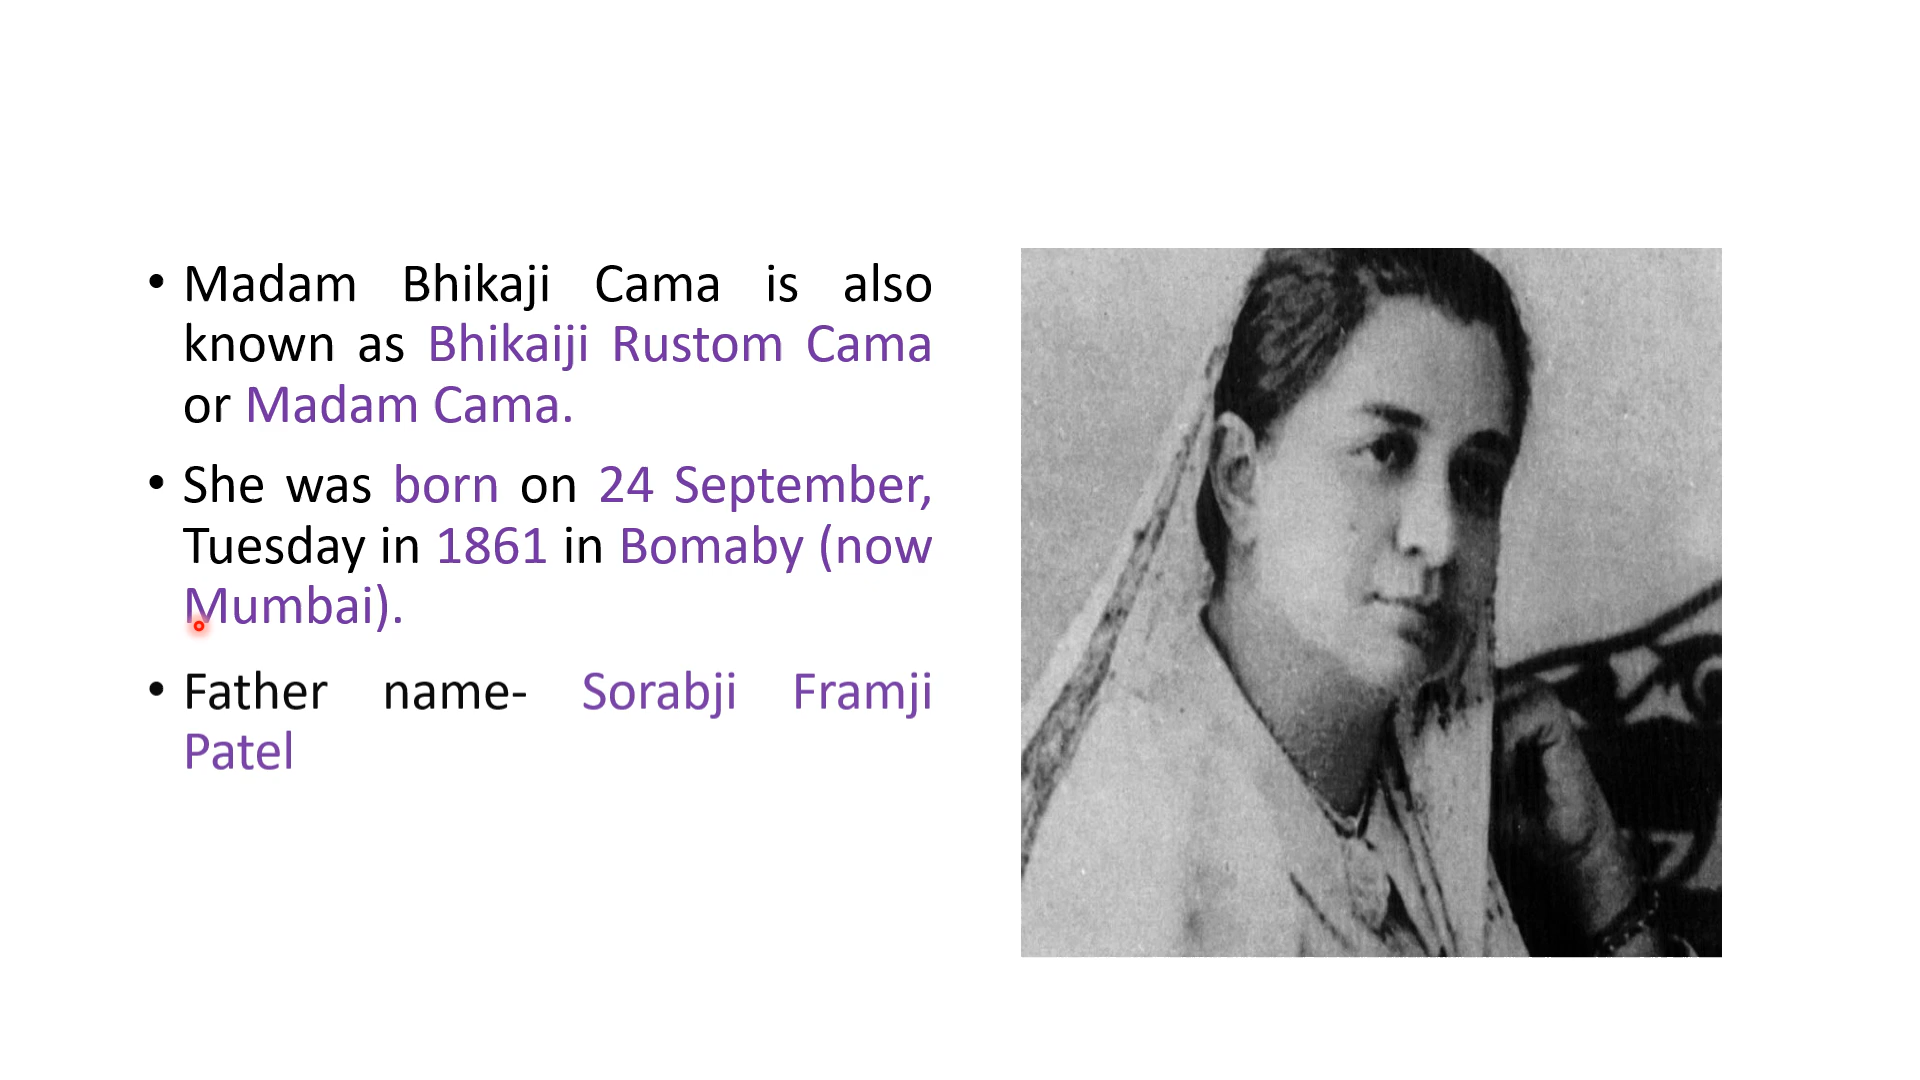 • Madam Bhikaji Cama is also
known as Bhikaiji Rustom Cama
or Madam Cama.
• She was born on 24 September,
Tuesday in 1861 in Bomaby (now
Mumbai).
• Father name- Sorabji Framji
Patel